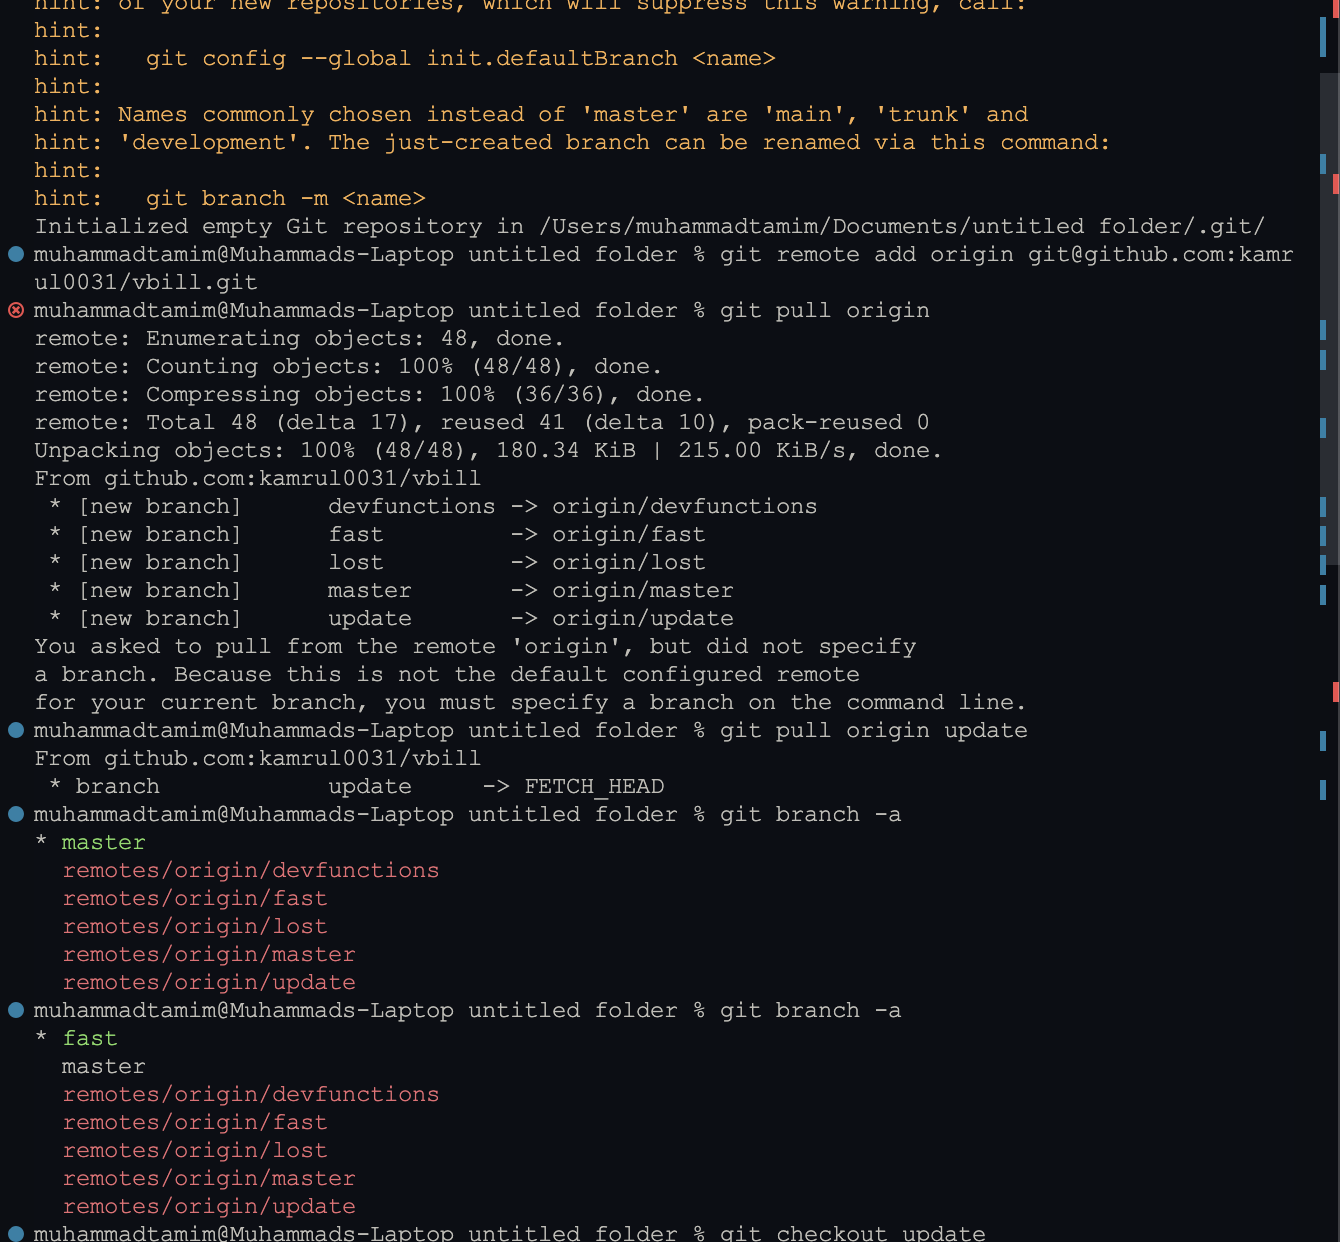 hint: of your new repositories, which will suppress this warning, call:
hint:
hint:   git config --global init.defaultBranch <name>
hint:
hint: Names commonly chosen instead of 'master' are 'main', 'trunk' and
hint: 'development'. The just-created branch can be renamed via this command:
hint:
hint:   git branch -m <name>
Initialized empty Git repository in /Users/muhammadtamim/Documents/untitled folder/.git/
muhammadtamim@Muhammads-Laptop untitled folder % git remote add origin git@github.com:kamr
ul0031/vbill.git
muhammadtamim@Muhammads-Laptop untitled folder % git pull origin
remote: Enumerating objects: 48, done.
remote: Counting objects: 100% (48/48), done.
remote: Compressing objects: 100% (36/36), done.
remote: Total 48 (delta 17), reused 41 (delta 10), pack-reused 0
Unpacking objects: 100% (48/48), 180.34 KiB | 215.00 KiB/s, done.
From github.com:kamrul0031/vbill
 * [new branch]      devfunctions -> origin/devfunctions
 * [new branch]      fast         -> origin/fast
 * [new branch]      lost         -> origin/lost
 * [new branch]      master       -> origin/master
 * [new branch]      update       -> origin/update
You asked to pull from the remote 'origin', but did not specify
a branch. Because this is not the default configured remote
for your current branch, you must specify a branch on the command line.
muhammadtamim@Muhammads-Laptop untitled folder % git pull origin update
From github.com:kamrul0031/vbill
 * branch            update     -> FETCH_HEAD
muhammadtamim@Muhammads-Laptop untitled folder % git branch -a
* master
  remotes/origin/devfunctions
  remotes/origin/fast
  remotes/origin/lost
  remotes/origin/master
  remotes/origin/update
muhammadtamim@Muhammads-Laptop untitled folder % git branch -a
* fast
  master
  remotes/origin/devfunctions
  remotes/origin/fast
  remotes/origin/lost
  remotes/origin/master
  remotes/origin/update
muhammadtamim@Muhammads-Laptop untitled folder % git checkout update